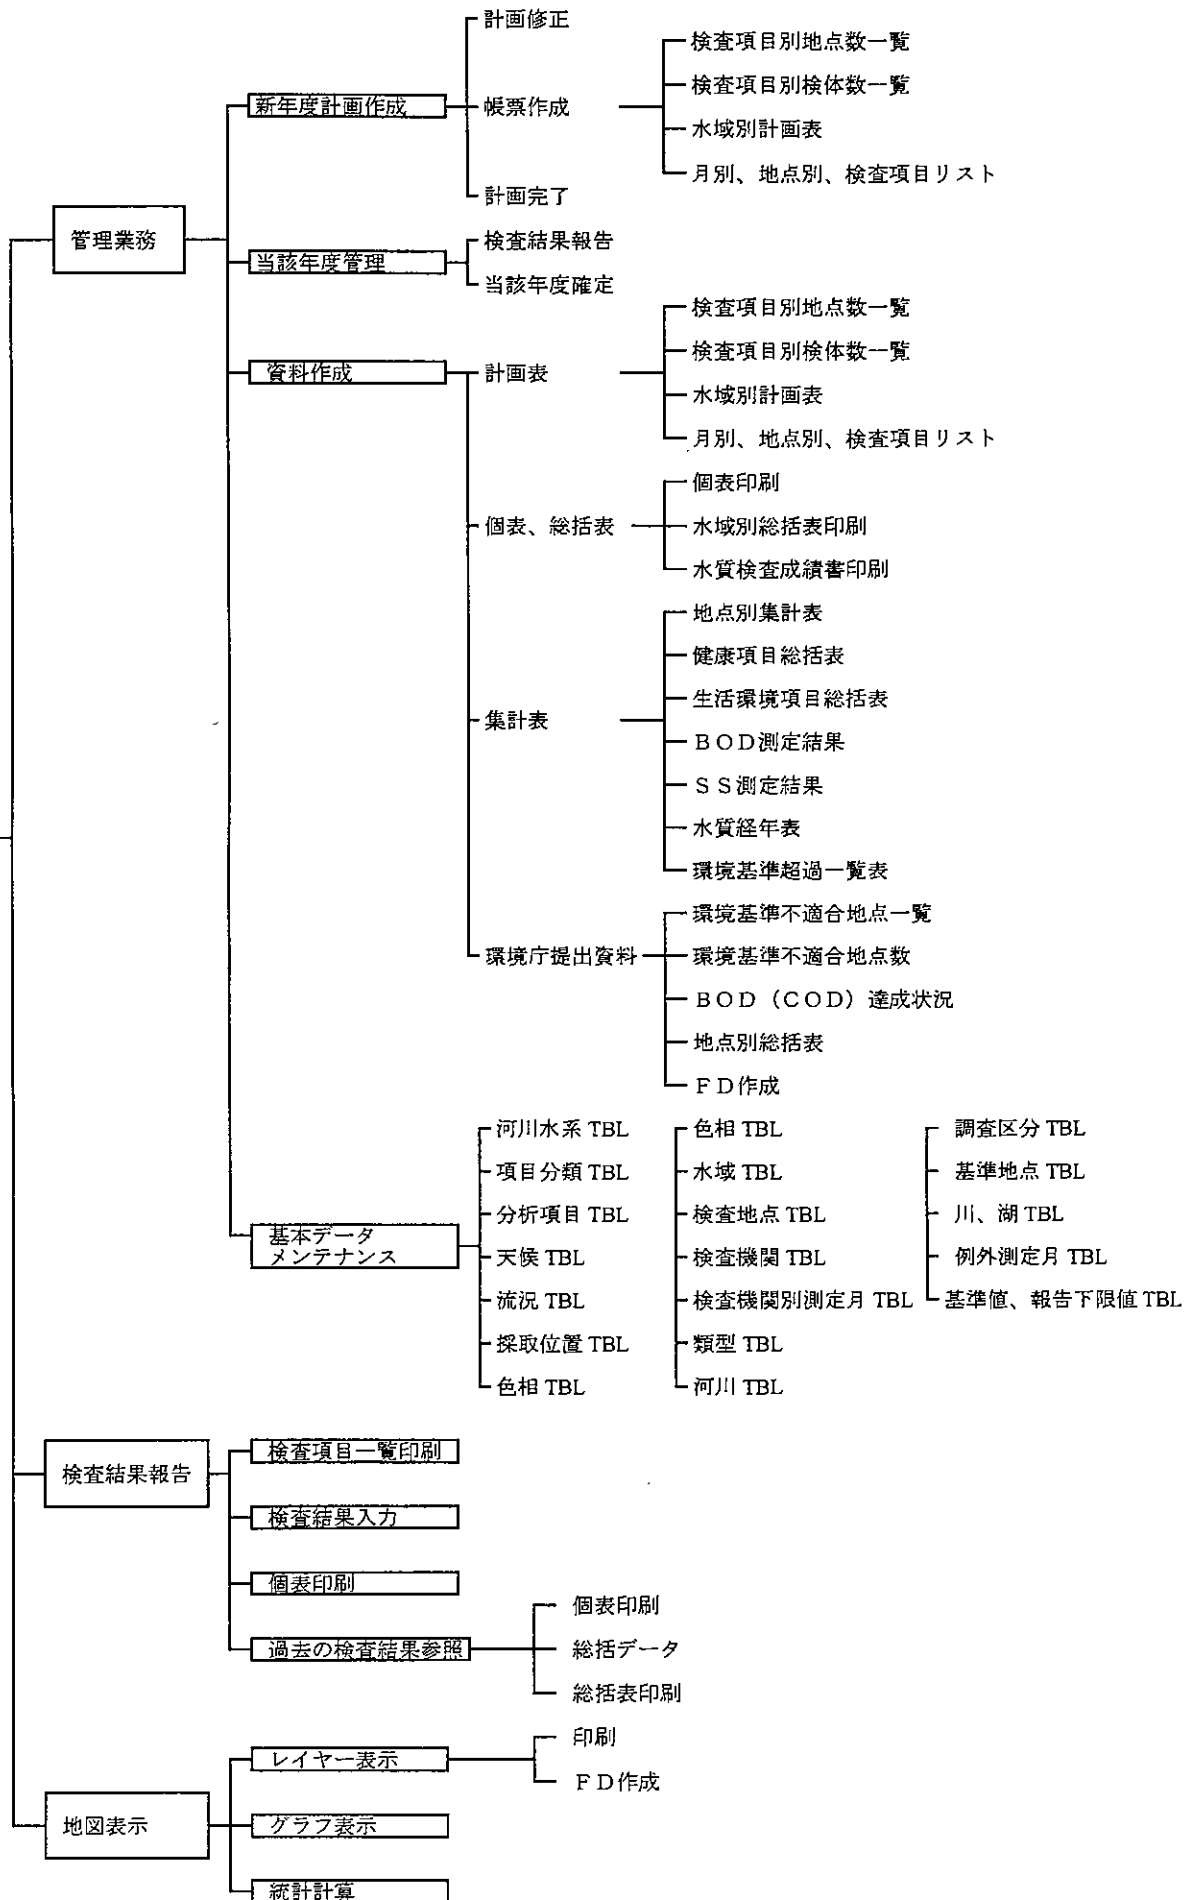 計画修正
検査項目別地点数一覧
検査項目別検体数一覧
新年度計画作成
帳票作成
水域別計画表
月別、地点別、検査項目リスト
計画完了
管理業務
検査結果報告
当該年度管理
当該年度確定
検査項目別地点数一覧
検査項目別検体数一覧
資料作成
計画表
水域別計画表
月別、地点別、検査項目リスト
個表印刷
個表、総括表
水域別総括表印刷
水質検査成績書印刷
地点別集計表
健康項目総括表
生活環境項目総括表
集計表
ＢＯＤ測定結果
ＳＳ測定結果
水質経年表
環境基準超過一覧表
環境基準不適合地点一覧
環境庁提出資料
環境基準不適合地点数
ＢＯＤ（ＣＯＤ）達成状況
地点別総括表
ＦＤ作成
基本データ
メンテナンス
河川水系 TBL
項目分類 TBL
分析項目 TBL
天候 TBL
流況 TBL
採取位置 TBL
色相 TBL
色相 TBL
水域 TBL
検査地点 TBL
検査機関 TBL
検査機関別測定月 TBL
類型 TBL
河川 TBL
調査区分 TBL
基準地点 TBL
川、湖 TBL
例外測定月 TBL
基準値、報告下限値 TBL
検査結果報告
検査項目一覧印刷
検査結果入力
個表印刷
過去の検査結果参照
個表印刷
総括データ
総括表印刷
地図表示
レイヤー表示
印刷
ＦＤ作成
グラフ表示
統計計算